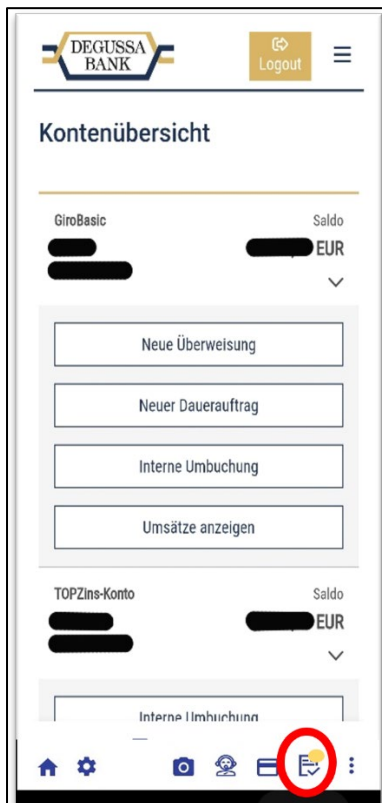 DEGUSSA
BANK
Logout
Kontenübersicht
GiroBasic Saldo
EUR
Neue Überweisung
Neuer Dauerauftrag
Interne Umbuchung
Umsätze anzeigen
TOPZins-Konto Saldo
EUR
Interne Umbuchung